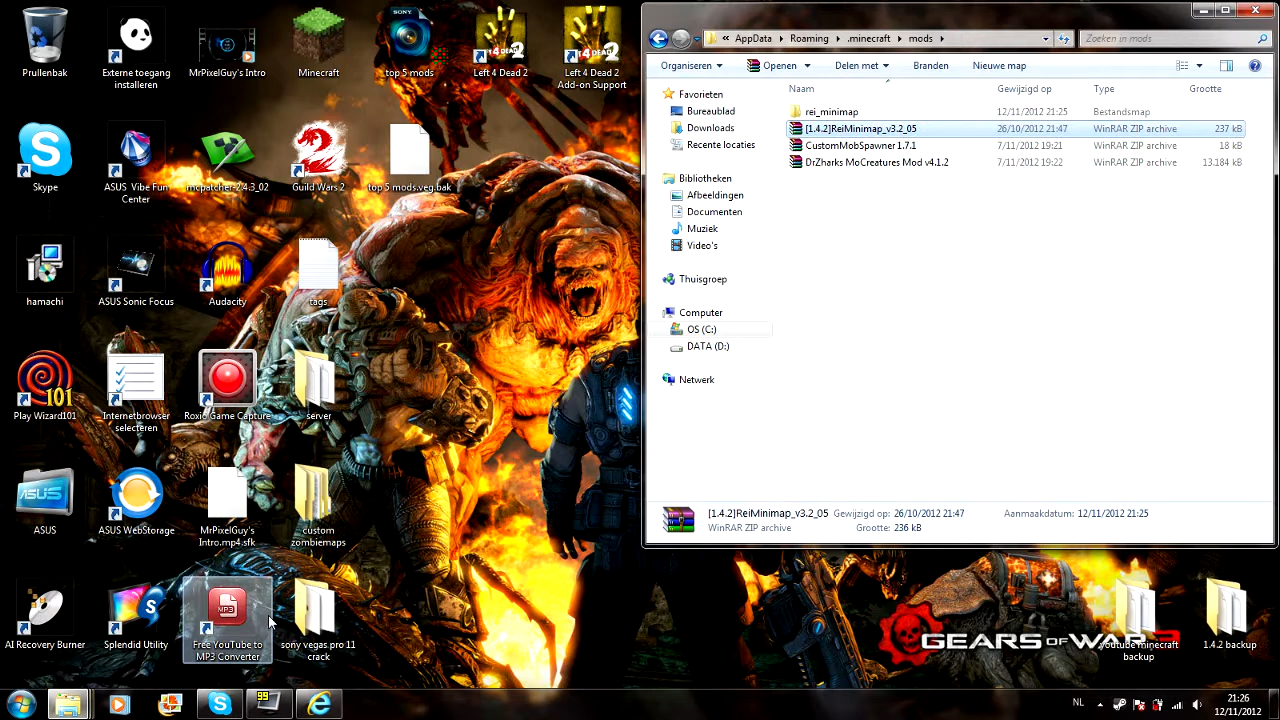 Prullenbak
Externe toegang
installeren
MrPixelGuy's Intro
Minecraft
top 5 mods
Left 4 Dead 2
Left 4 Dead 2
Add-on Support
Skype
ASUS Vibe Fun
Center
mcpatcher-2.4.3_02
Guild Wars 2
top 5 mods.veg.bak
hamachi
ASUS Sonic Focus
Audacity
tags
Play Wizard101
Internetbrowser
selecteren
Roxio Game Capture
server
ASUS
ASUS WebStorage
MrPixelGuy's
Intro.mp4.sfk
custom
zombiemaps
AI Recovery Burner
Splendid Utility
MP3
Free YouTube to
MP3 Converter
sony vegas pro 11
crack
AppData
Roaming
.minecraft
mods
Zoeken in mods
Organiseren
Openen
Delen met
Branden
Nieuwe map
Naam
Gewijzigd op
Type
Grootte
rei_minimap 12/11/2012 21:25 Bestandsmap
[1.4.2]ReiMinimap_v3.2_05 26/10/2012 21:47 WinRAR ZIP archive 237 kB
CustomMobSpawner 1.7.1 7/11/2012 19:21 WinRAR ZIP archive 18 kB
DrZharks MoCreatures Mod v4.1.2 7/11/2012 19:22 WinRAR ZIP archive 13.184 kB
Favorieten
Bureaublad
Downloads
Recente locaties
Bibliotheken
Afbeeldingen
Documenten
Muziek
Video's
Thuisgroep
Computer
OS (C:)
DATA (D:)
Netwerk
[1.4.2]ReiMinimap_v3.2_05 Gewijzigd op: 26/10/2012 21:47 Aanmaakdatum: 12/11/2012 21:25
WinRAR ZIP archive Grootte: 236 kB
GEARS OF WAR 3
youtube minecraft
backup
1.4.2 backup
99
NL
21:26
12/11/2012